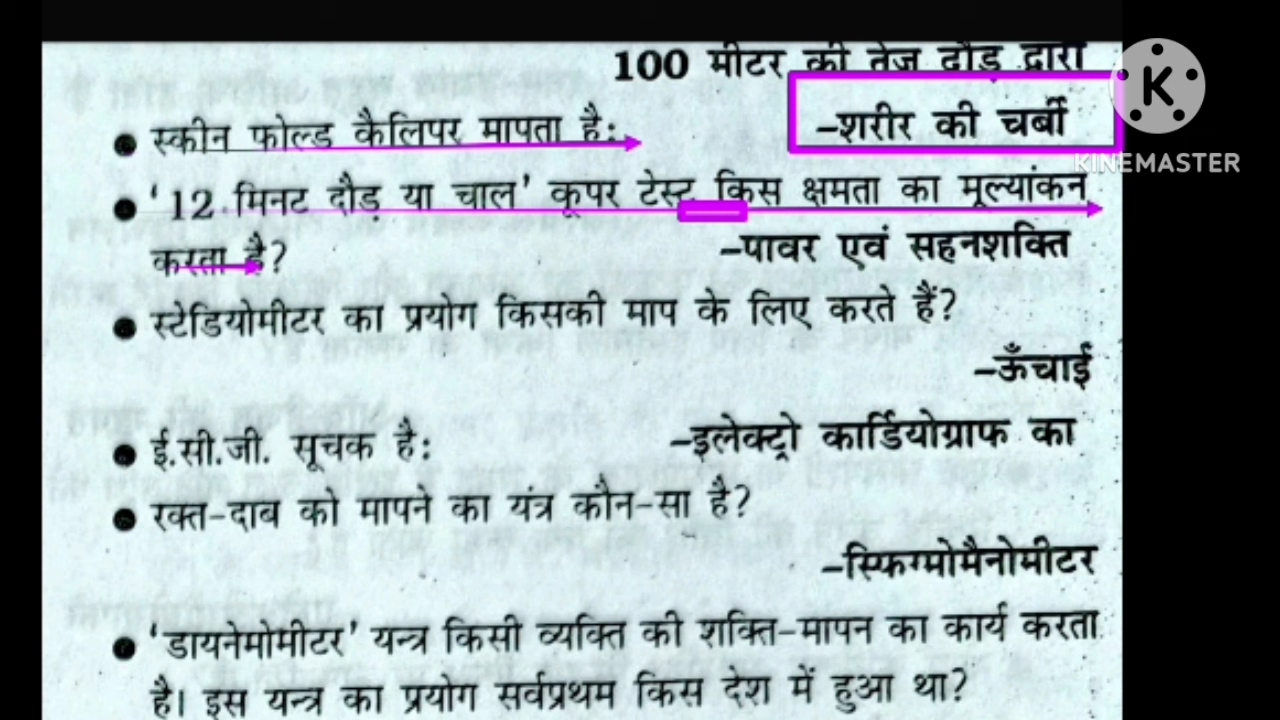 100 मीटर की तेज दौड़ द्वारा
● स्कीन फोल्ड कैलिपर मापता है: –शरीर की चर्बी
● '12 मिनट दौड़ या चाल' कूपर टेस्ट किस क्षमता का मूल्यांकन
करता है? –पावर एवं सहनशक्ति
● स्टेडियोमीटर का प्रयोग किसकी माप के लिए करते हैं?
–ऊँचाई
● ई.सी.जी. सूचक है: –इलेक्ट्रो कार्डियोग्राफ का
● रक्त-दाब को मापने का यंत्र कौन-सा है?
–स्फिग्मोमैनोमीटर
● 'डायनेमोमीटर' यन्त्र किसी व्यक्ति की शक्ति-मापन का कार्य करता
है। इस यन्त्र का प्रयोग सर्वप्रथम किस देश में हुआ था?
K
KINEMASTER